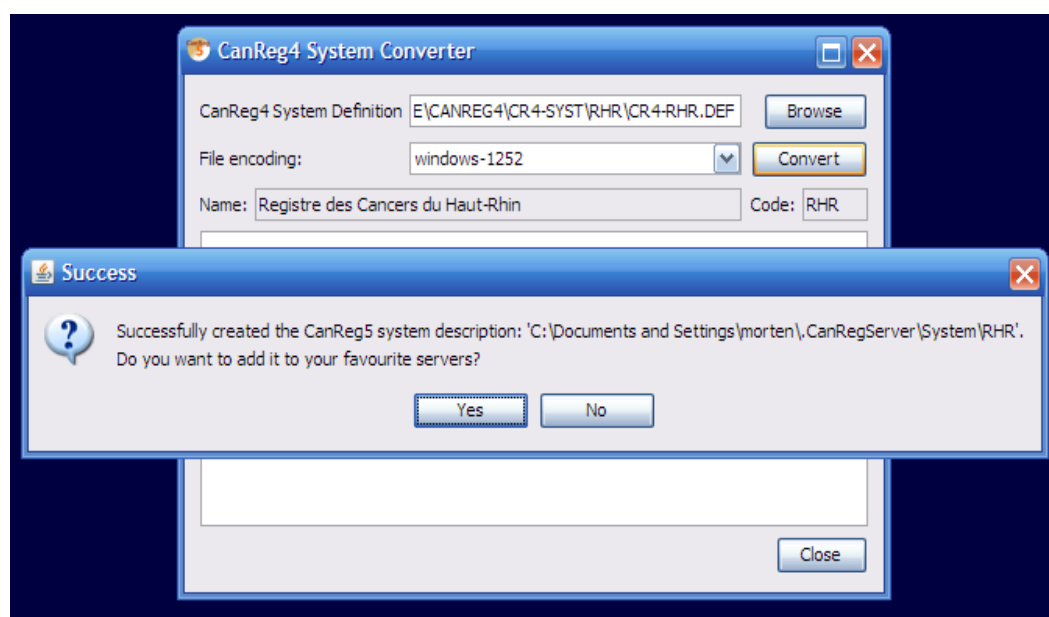 CanReg4 System Converter
CanReg4 System Definition E\CANREG4\CR4-SYST\RHR\CR4-RHR.DEF Browse
File encoding: windows-1252 Convert
Name: Registre des Cancers du Haut-Rhin Code: RHR
Success
Successfully created the CanReg5 system description: 'C:\Documents and Settings\morten\.CanRegServer\System\RHR'.
Do you want to add it to your favourite servers?
Yes No
Close